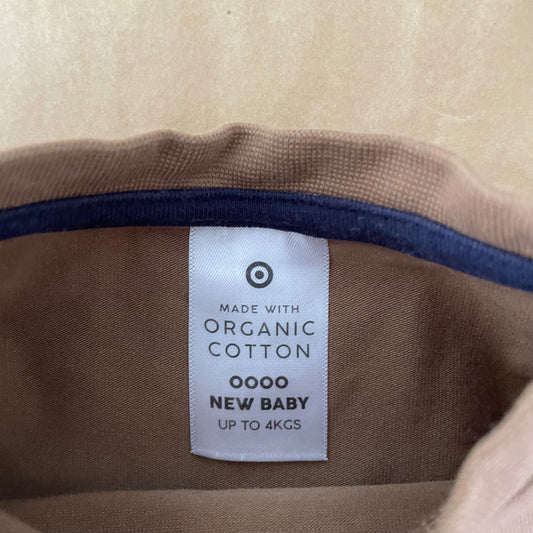 MADE WITH
ORGANIC
COTTON
0000
NEW BABY
UP TO 4KGS